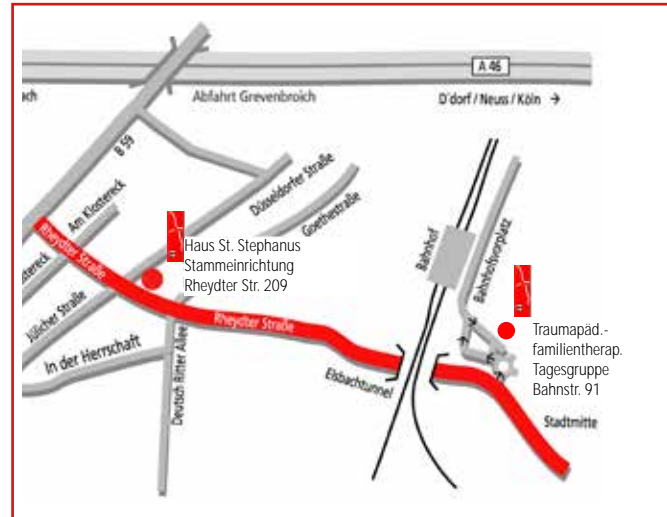 A 46
ach
Abfahrt Grevenbroich
D'dorf / Neuss / Köln →
B 59
Am Klostereck
ostereck
Düsseldorfer Straße
Goethestraße
Rheydter Straße
Haus St. Stephanus
Stammeinrichtung
Rheydter Str. 209
Jülicher Straße
In der Herrschaft
Deutsch Ritter Allee
Rheydter Straße
Elsbachtunnel
Bahnhof
Bahnhofsvorplatz
Traumapäd.-
familientherap.
Tagesgruppe
Bahnstr. 91
Stadtmitte